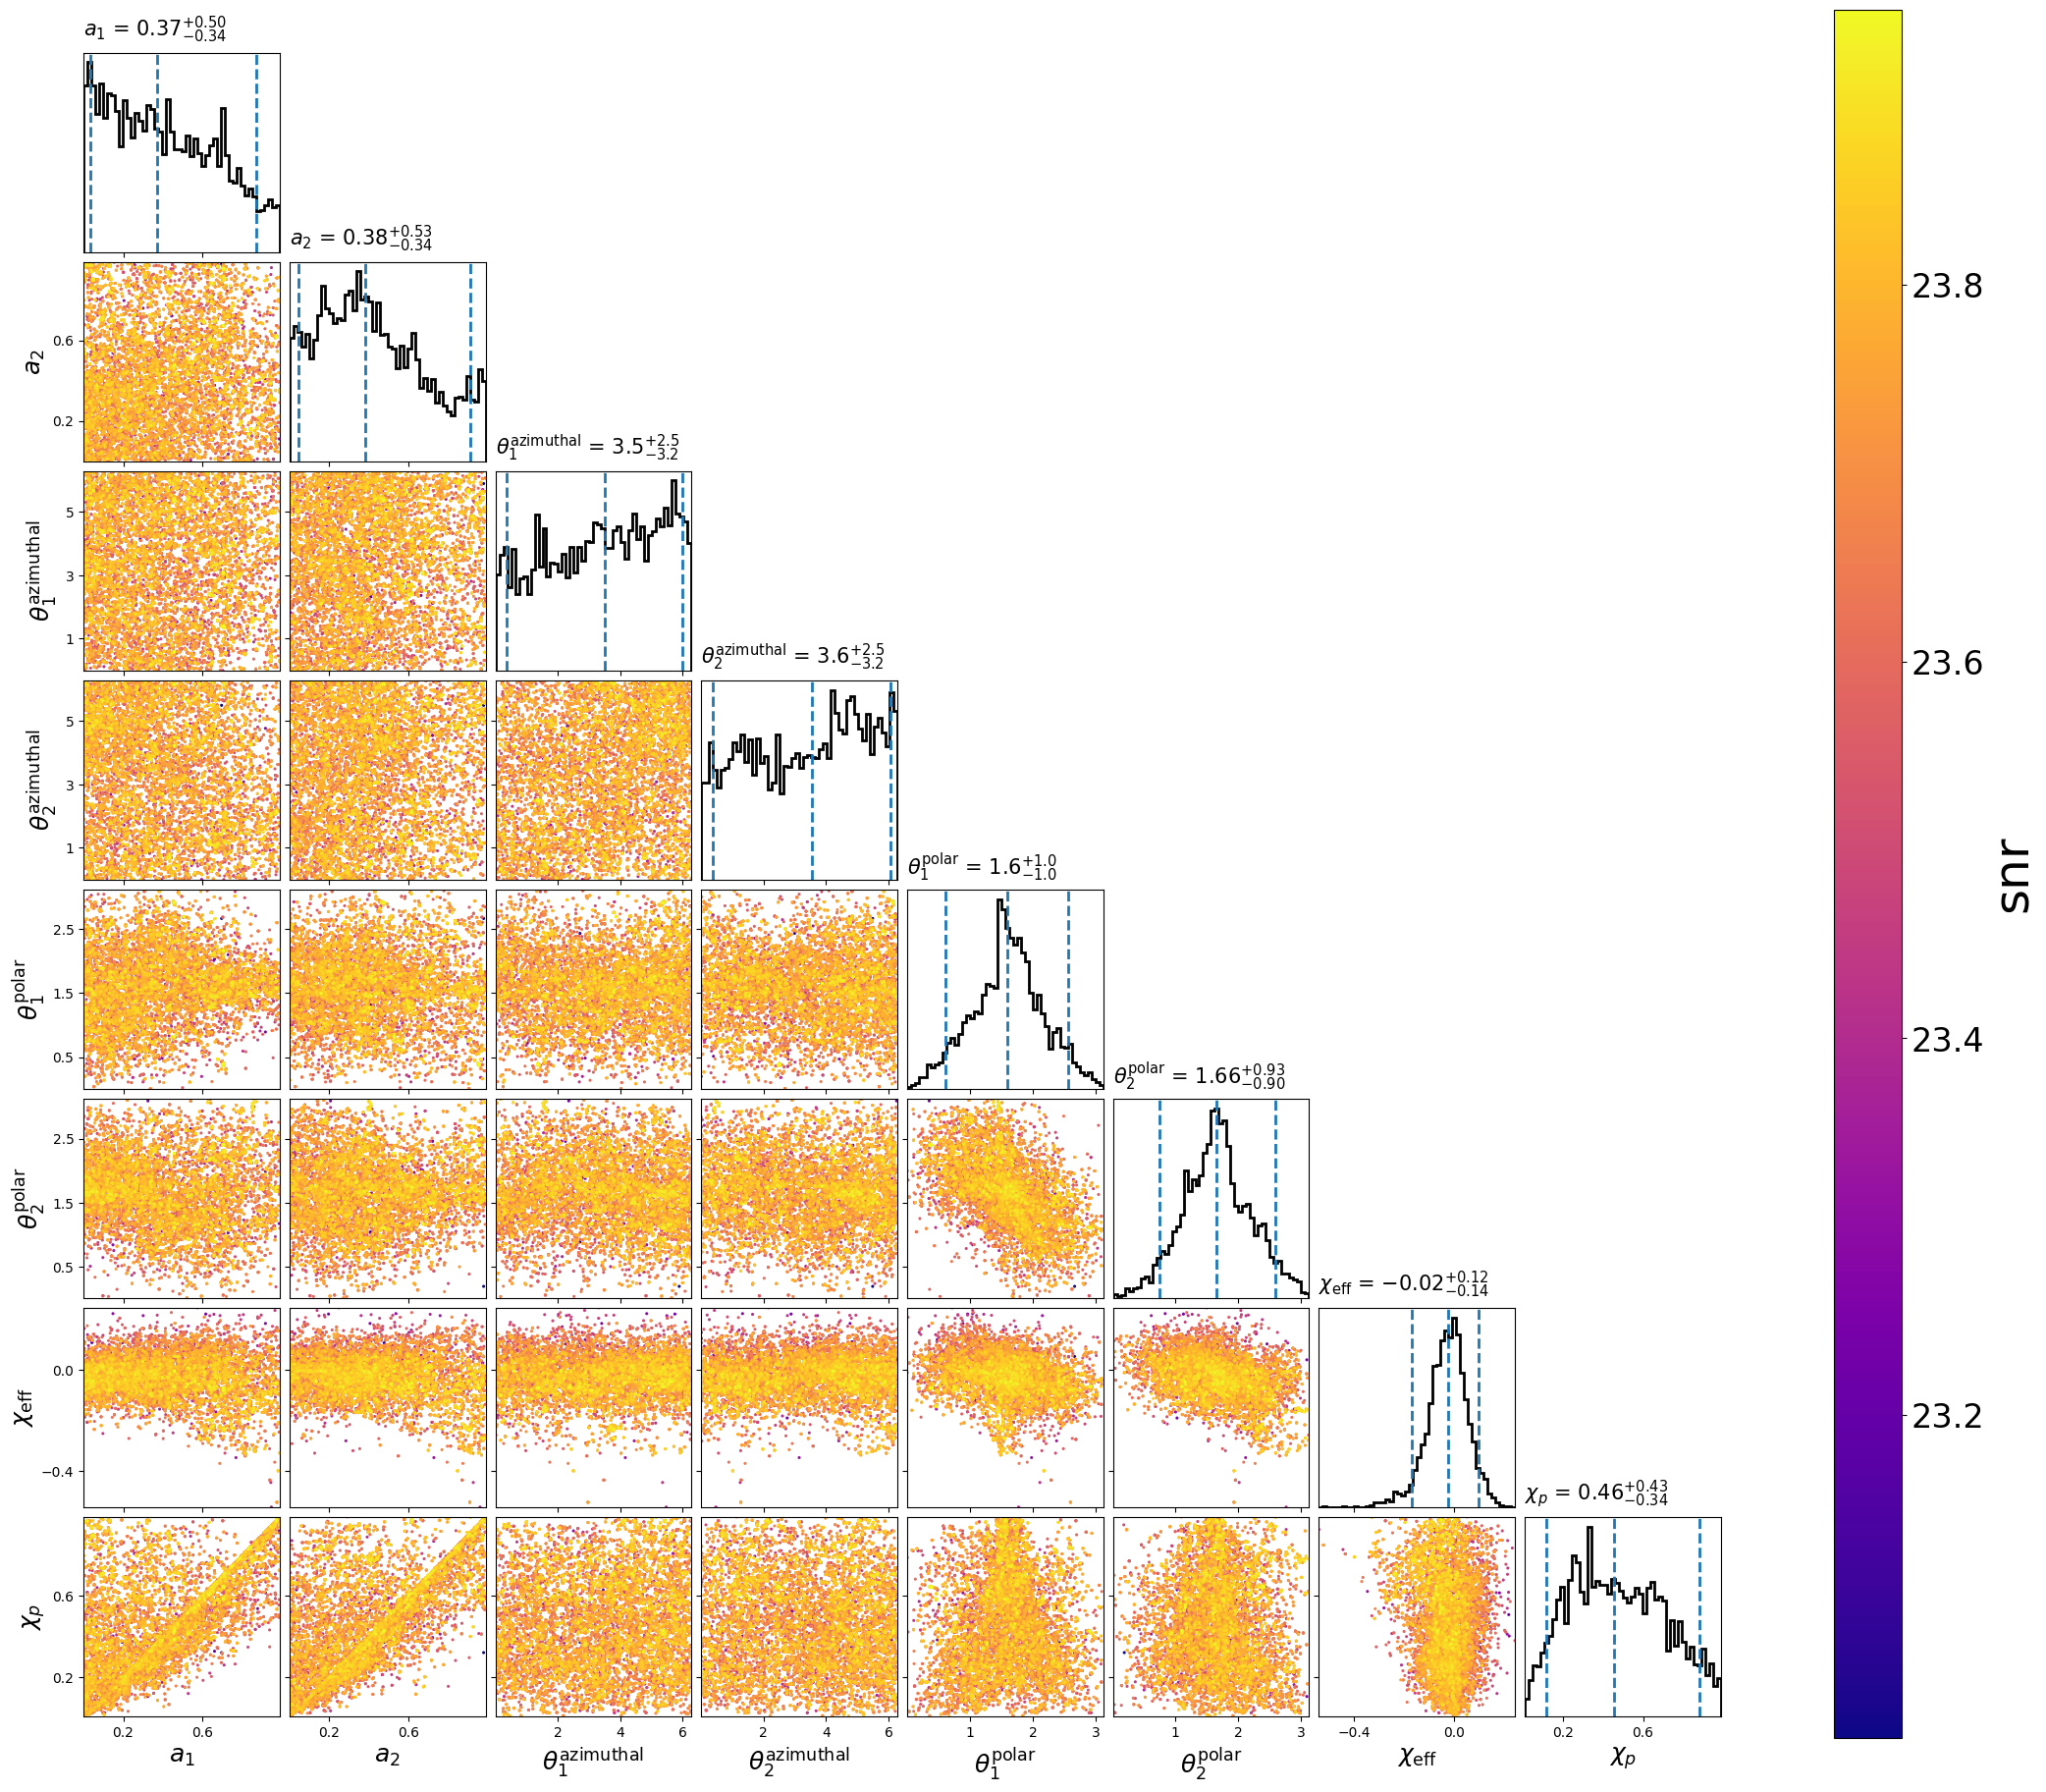 a₁ = 0.37⁺⁰·⁵⁰₋₀.₃₄
a₂ = 0.38⁺⁰·⁵³₋₀.₃₄
θ₁^azimuthal = 3.5⁺²·⁵₋₃.₂
θ₂^azimuthal = 3.6⁺²·⁵₋₃.₂
θ₁^polar = 1.6⁺¹·⁰₋₁.₀
θ₂^polar = 1.66⁺⁰·⁹³₋₀.₉₀
χ_eff = −0.02⁺⁰·¹²₋₀.₁₄
χ_p = 0.46⁺⁰·⁴³₋₀.₃₄
a₂
0.6
0.2
θ₁^azimuthal
5
3
1
θ₂^azimuthal
5
3
1
θ₁^polar
2.5
1.5
0.5
θ₂^polar
2.5
1.5
0.5
χ_eff
0.0
−0.4
χ_p
0.6
0.2
0.2 0.6
0.2 0.6
2 4 6
2 4 6
1 2 3
1 2 3
−0.4 0.0
0.2 0.6
a₁
a₂
θ₁^azimuthal
θ₂^azimuthal
θ₁^polar
θ₂^polar
χ_eff
χ_p
23.8
23.6
23.4
23.2
snr